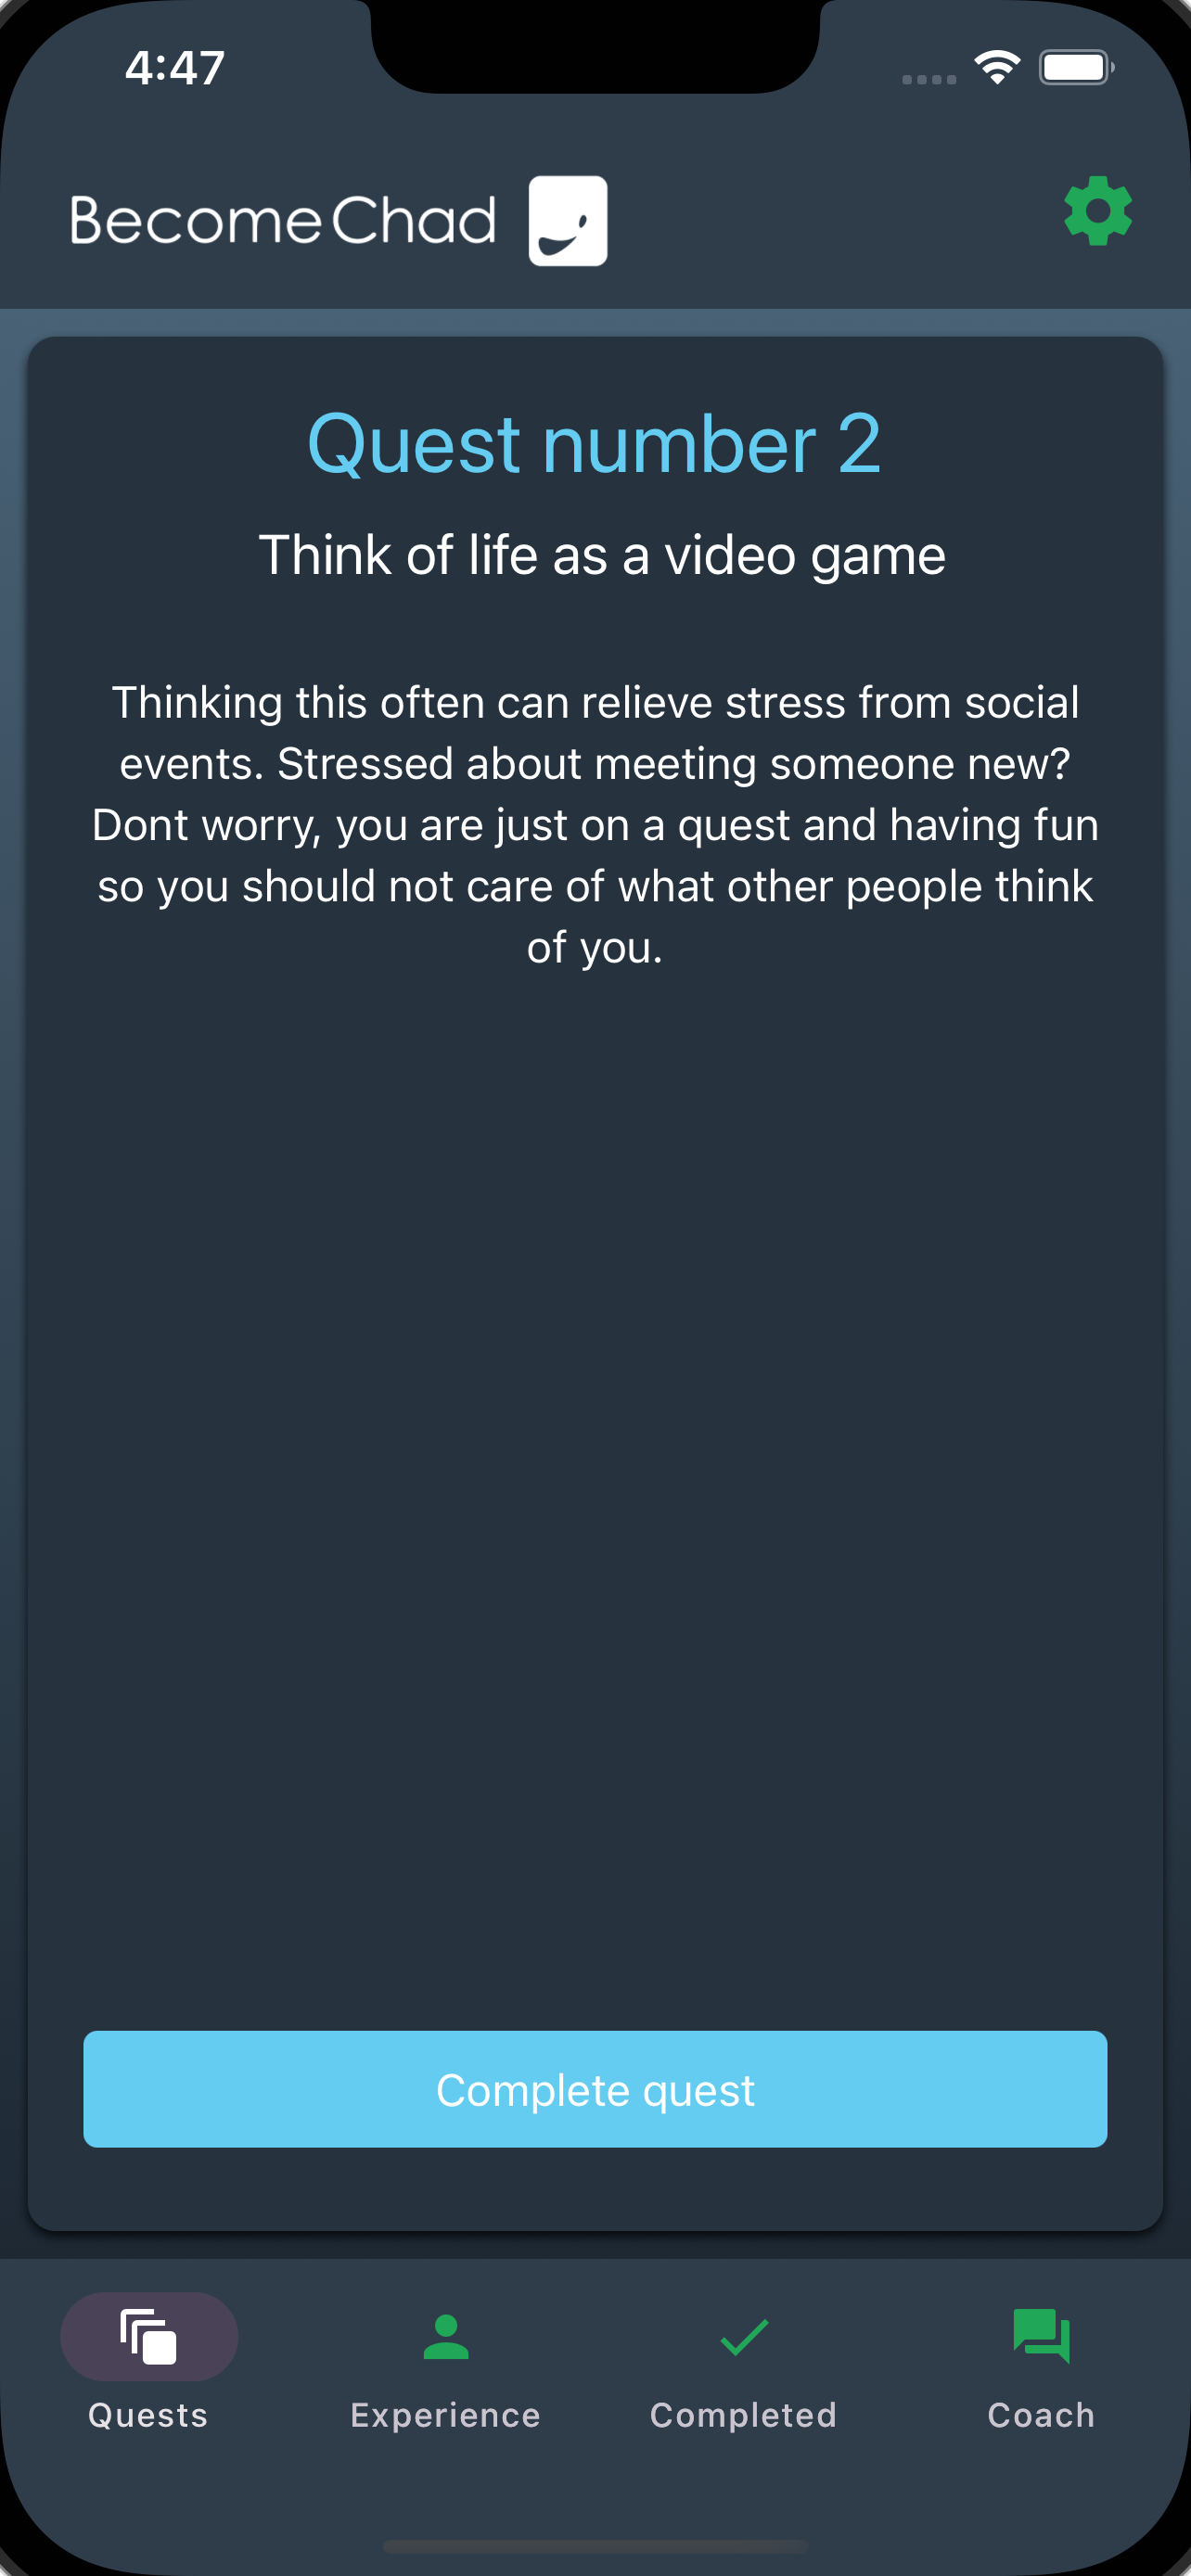 4:47
BecomeChad
Quest number 2
Think of life as a video game
Thinking this often can relieve stress from social
events. Stressed about meeting someone new?
Dont worry, you are just on a quest and having fun
so you should not care of what other people think
of you.
Complete quest
Quests
Experience
Completed
Coach